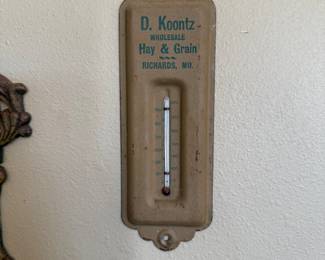 D. Koontz
WHOLESALE
Hay & Grain
RICHARDS, MO.